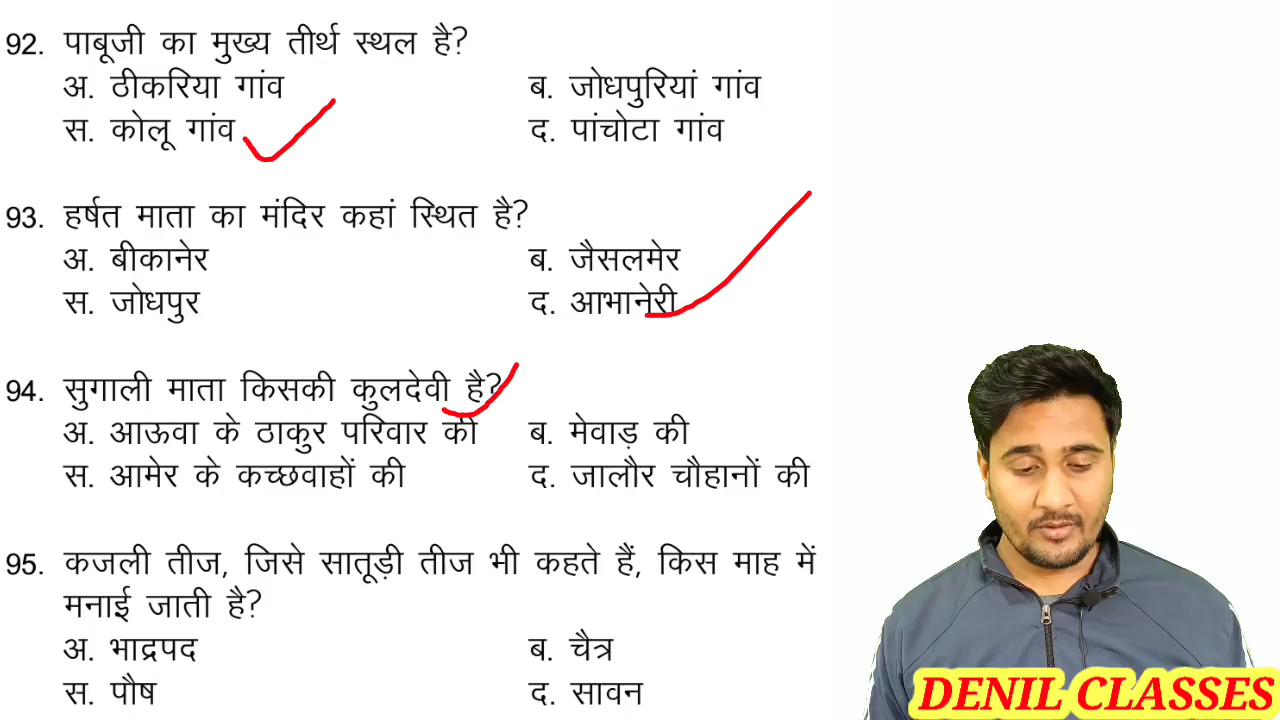 92. पाबूजी का मुख्य तीर्थ स्थल है?
अ. ठीकरिया गांव ब. जोधपुरियां गांव
स. कोलू गांव द. पांचोटा गांव
93. हर्षत माता का मंदिर कहां स्थित है?
अ. बीकानेर ब. जैसलमेर
स. जोधपुर द. आभानेरी
94. सुगाली माता किसकी कुलदेवी है?
अ. आऊवा के ठाकुर परिवार की ब. मेवाड़ की
स. आमेर के कच्छवाहों की द. जालौर चौहानों की
95. कजली तीज, जिसे सातूड़ी तीज भी कहते हैं, किस माह में
मनाई जाती है?
अ. भाद्रपद ब. चैत्र
स. पौष द. सावन
DENIL CLASSES